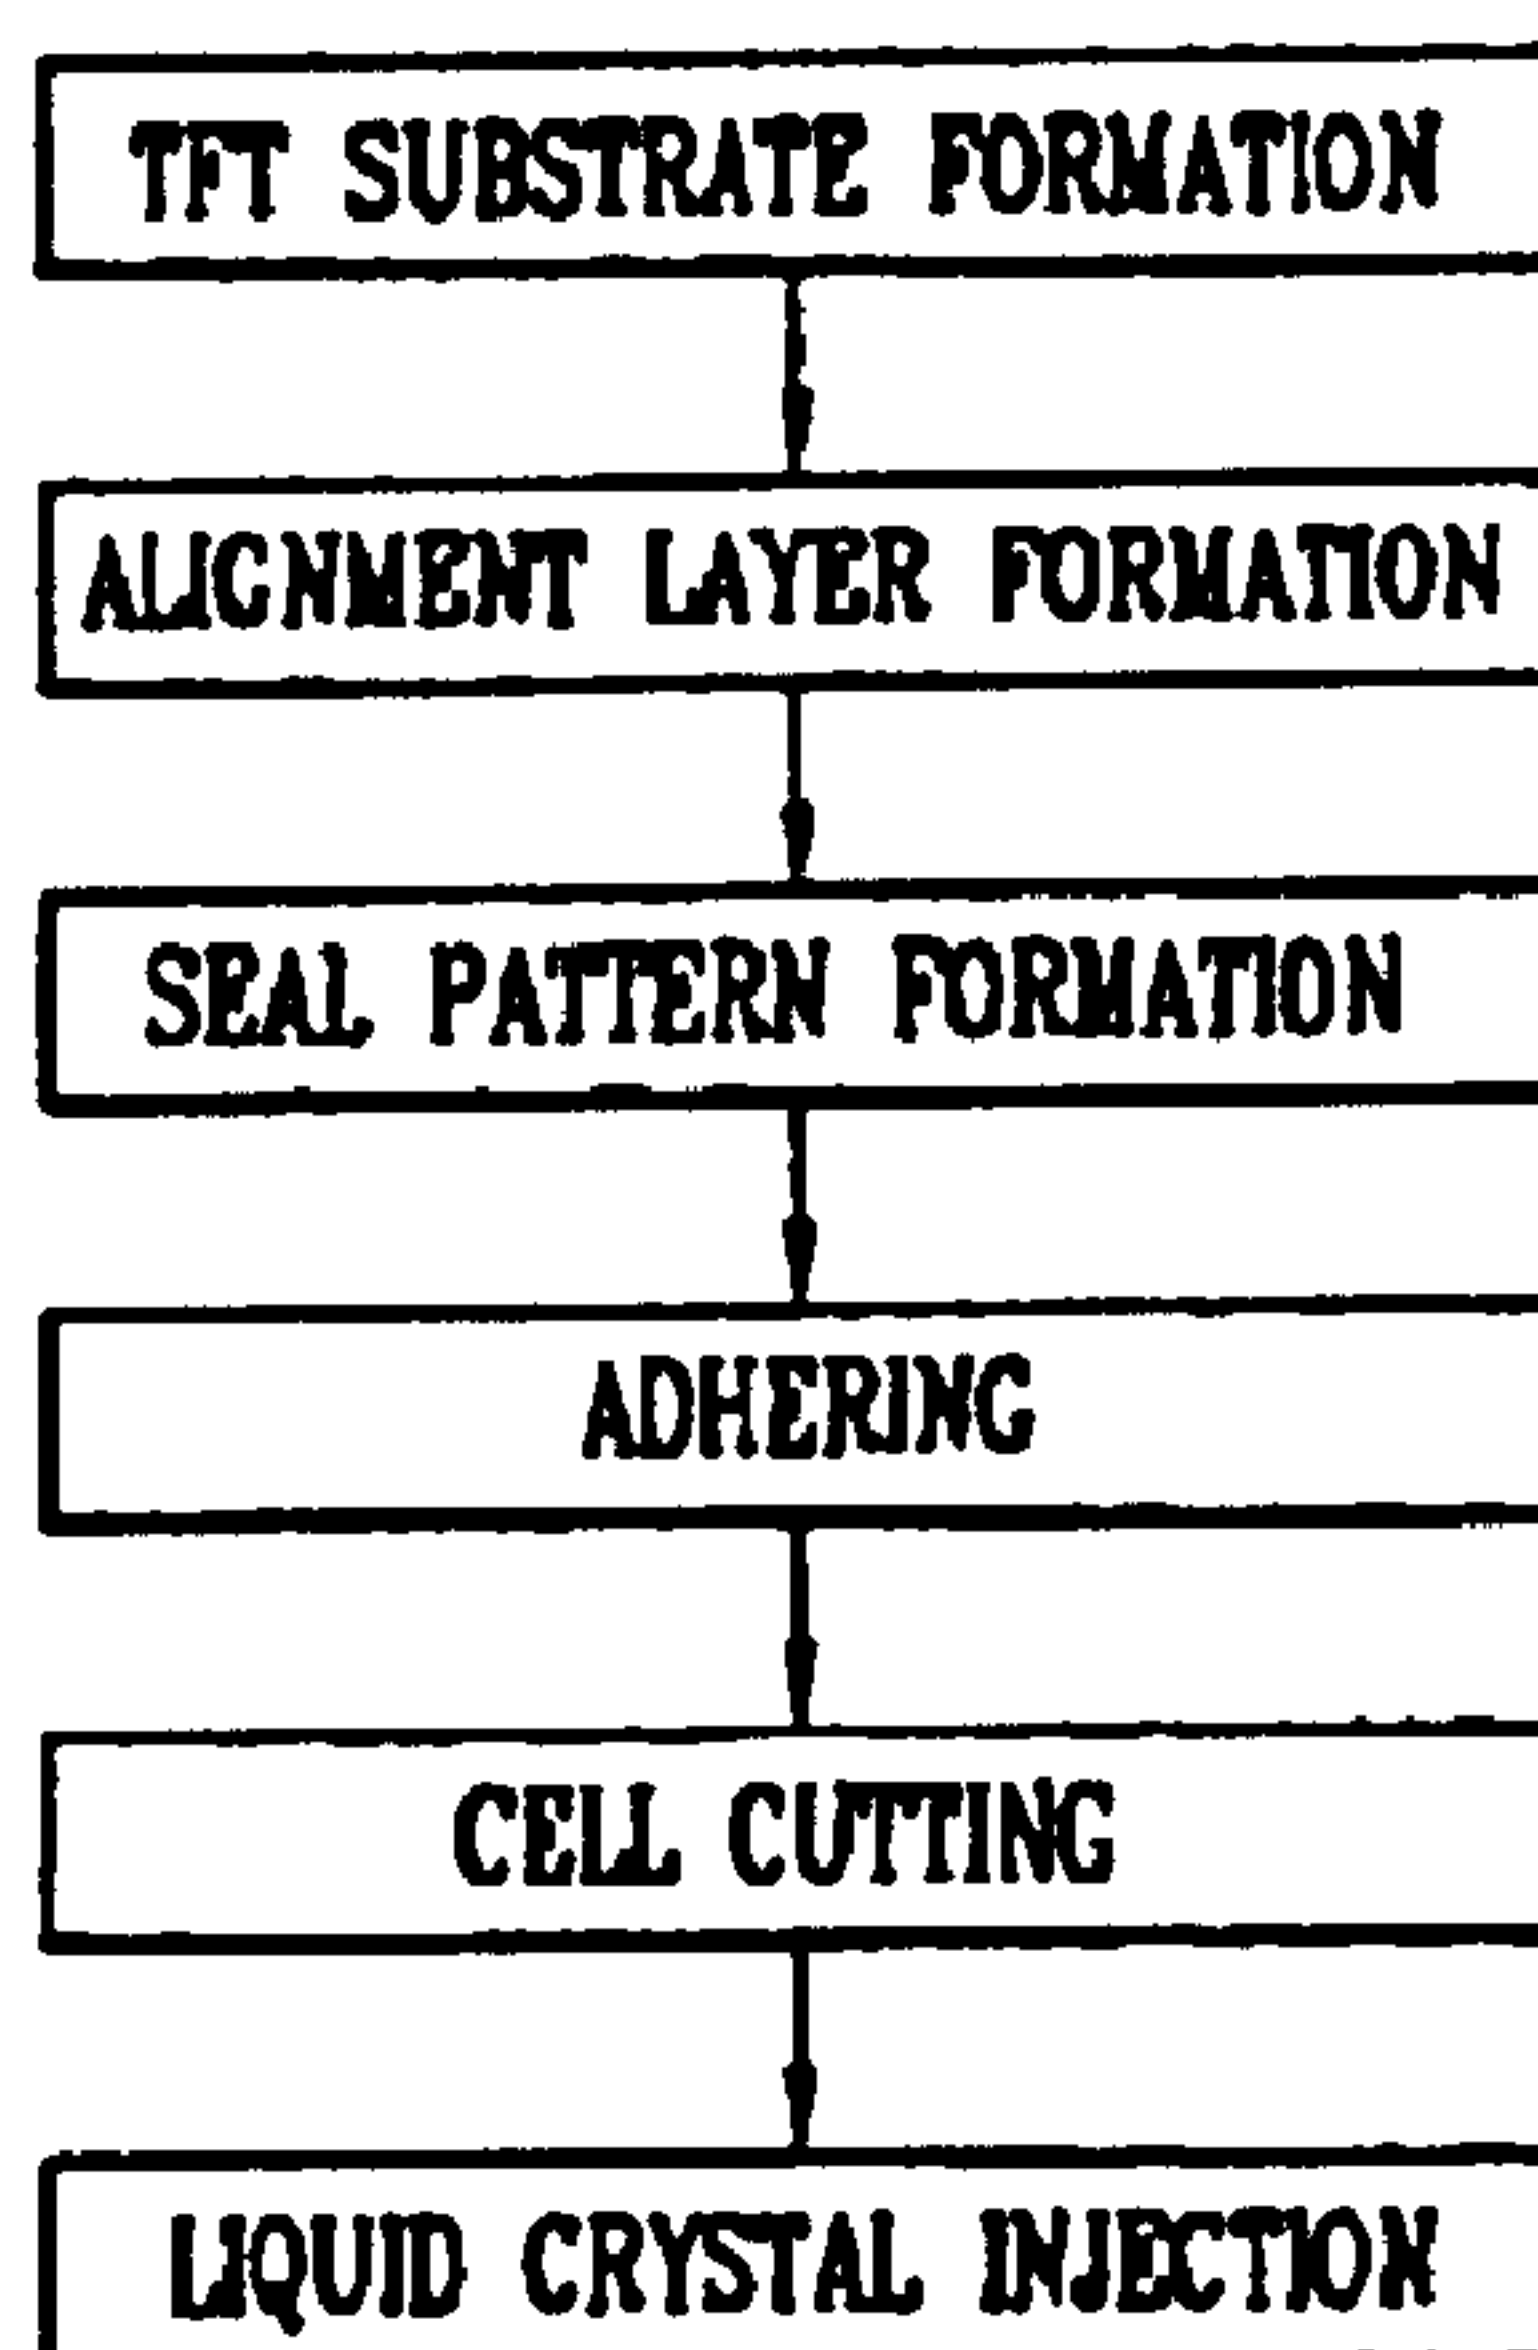 TFT SUBSTRATE FORMATION
ALIGNMENT LAYER FORMATION
SEAL PATTERN FORMATION
ADHERING
CELL CUTTING
LIQUID CRYSTAL INJECTION